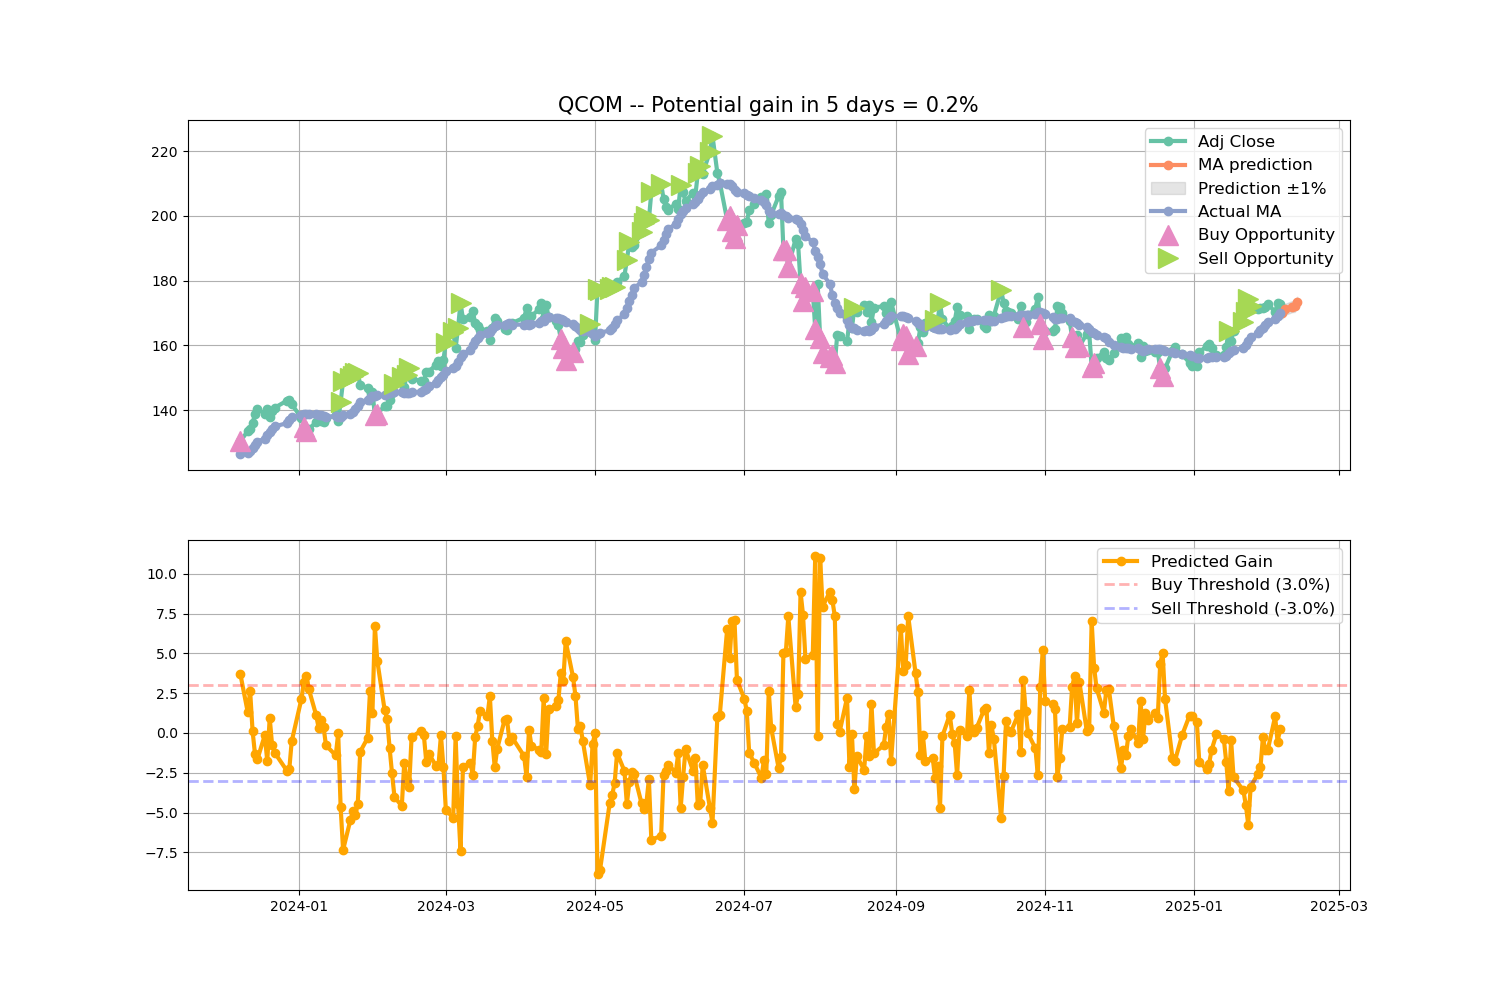 QCOM -- Potential gain in 5 days = 0.2%
220
200
180
160
140
Adj Close
MA prediction
Prediction ±1%
Actual MA
Buy Opportunity
Sell Opportunity
10.0
7.5
5.0
2.5
0.0
−2.5
−5.0
−7.5
Predicted Gain
Buy Threshold (3.0%)
Sell Threshold (-3.0%)
2024-01 2024-03 2024-05 2024-07 2024-09 2024-11 2025-01 2025-03